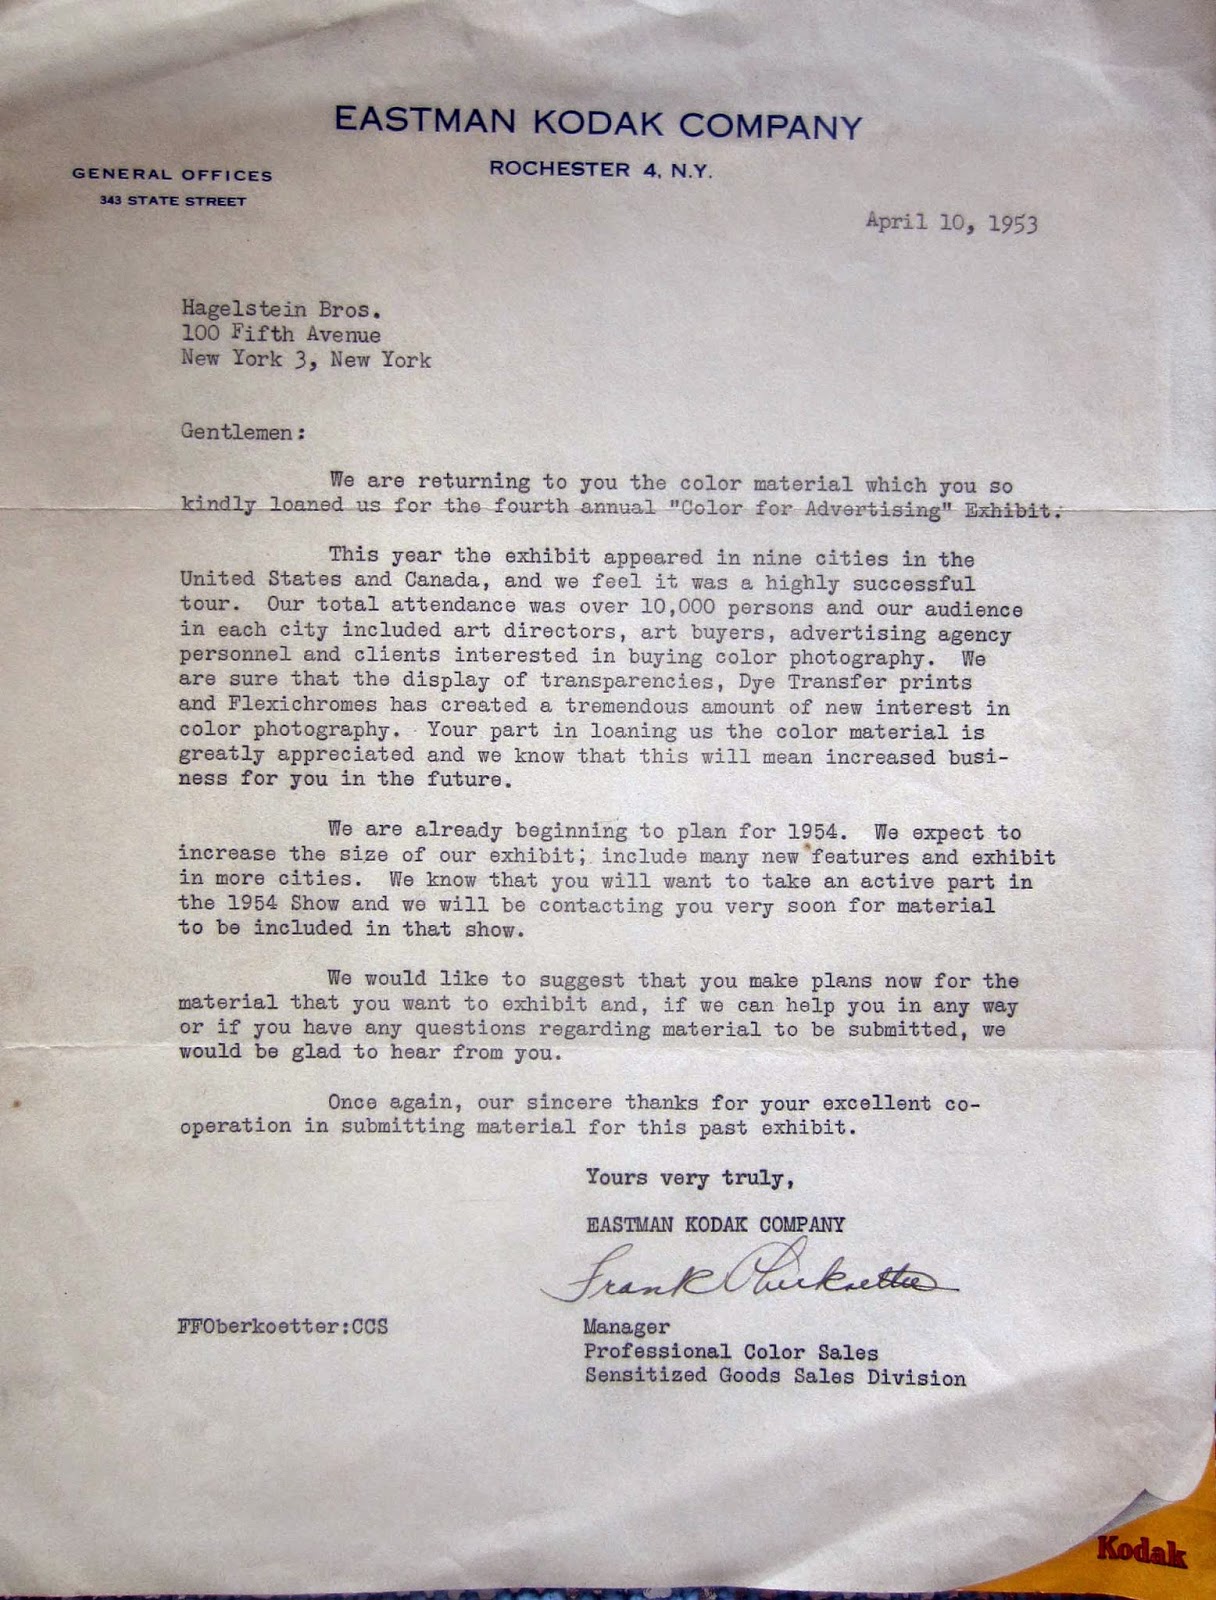 EASTMAN KODAK COMPANY
ROCHESTER 4, N.Y.
GENERAL OFFICES
343 STATE STREET
April 10, 1953
Hagelstein Bros.
100 Fifth Avenue
New York 3, New York
Gentlemen:
We are returning to you the color material which you so
kindly loaned us for the fourth annual "Color for Advertising" Exhibit.
This year the exhibit appeared in nine cities in the
United States and Canada, and we feel it was a highly successful
tour. Our total attendance was over 10,000 persons and our audience
in each city included art directors, art buyers, advertising agency
personnel and clients interested in buying color photography. We
are sure that the display of transparencies, Dye Transfer prints
and Flexichromes has created a tremendous amount of new interest in
color photography. Your part in loaning us the color material is
greatly appreciated and we know that this will mean increased busi-
ness for you in the future.
We are already beginning to plan for 1954. We expect to
increase the size of our exhibit; include many new features and exhibit
in more cities. We know that you will want to take an active part in
the 1954 Show and we will be contacting you very soon for material
to be included in that show.
We would like to suggest that you make plans now for the
material that you want to exhibit and, if we can help you in any way
or if you have any questions regarding material to be submitted, we
would be glad to hear from you.
Once again, our sincere thanks for your excellent co-
operation in submitting material for this past exhibit.
Yours very truly,
EASTMAN KODAK COMPANY
Frank Oberkoetter
FFOberkoetter:CCS
Manager
Professional Color Sales
Sensitized Goods Sales Division
Kodak